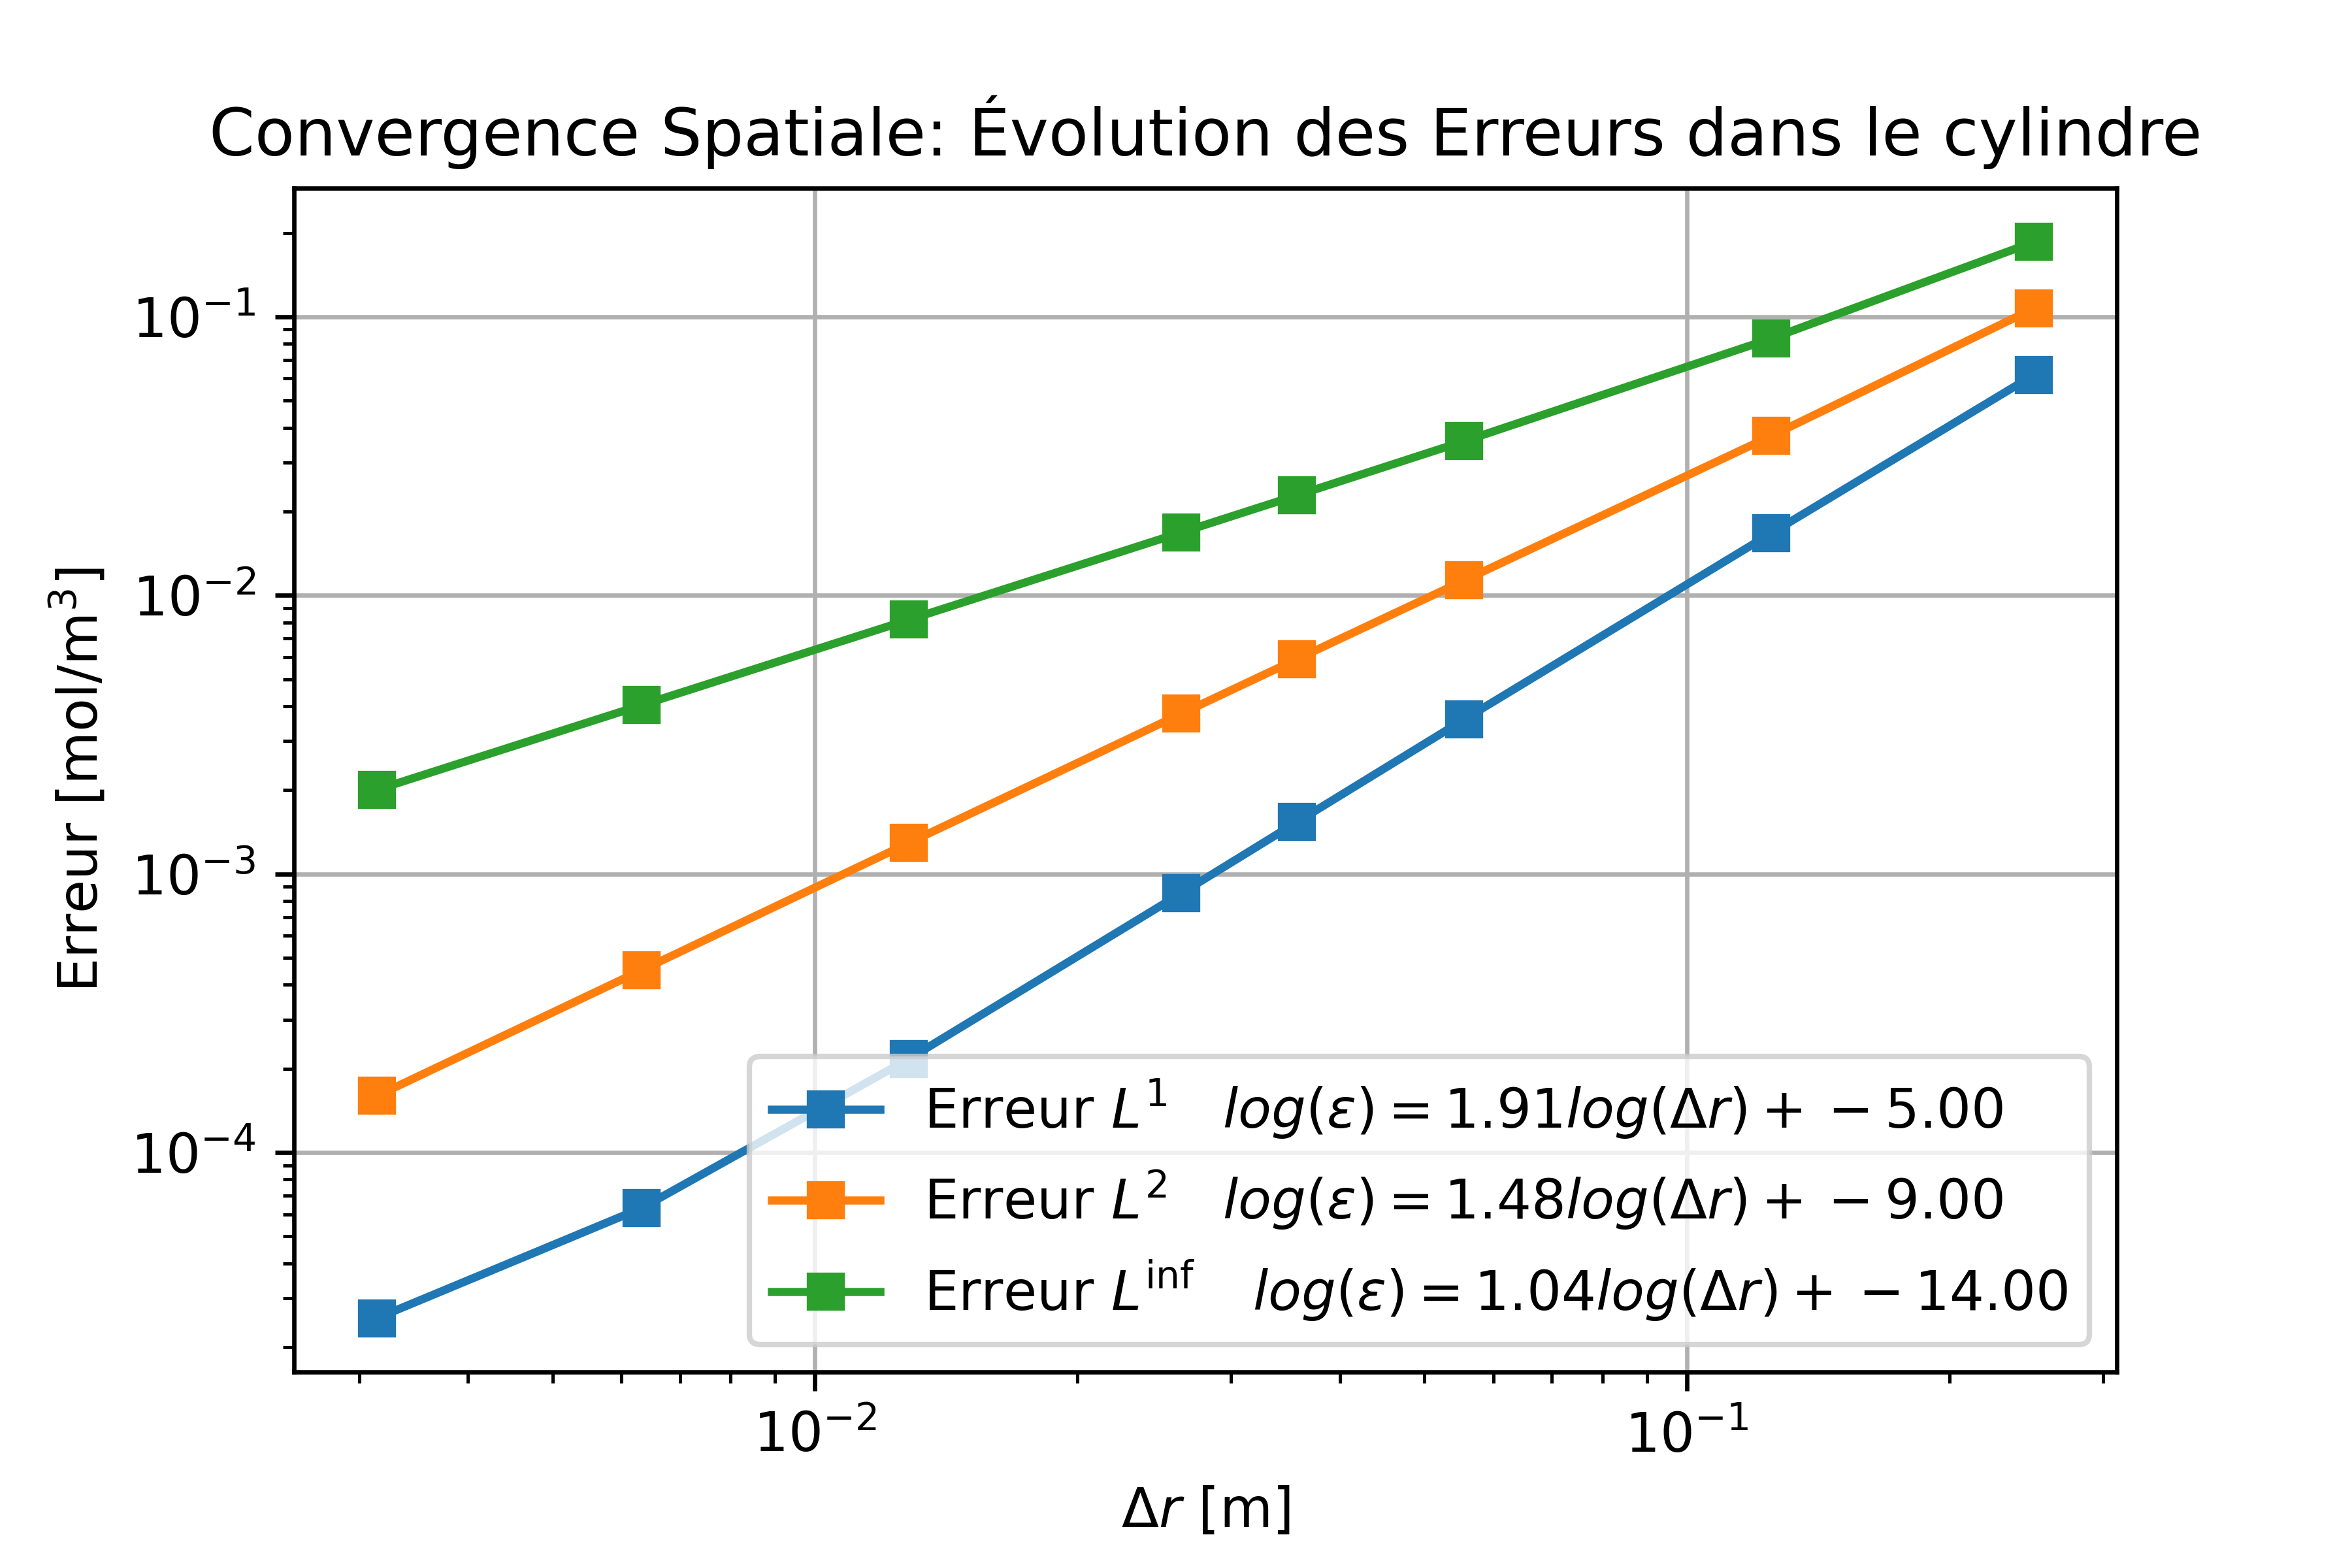 Convergence Spatiale: Évolution des Erreurs dans le cylindre
Erreur [mol/m³]
10⁻¹
10⁻²
10⁻³
10⁻⁴
Erreur L¹ log(ε) = 1.91log(Δr) + − 5.00
Erreur L² log(ε) = 1.48log(Δr) + − 9.00
Erreur L^inf log(ε) = 1.04log(Δr) + − 14.00
10⁻² 10⁻¹
Δr [m]